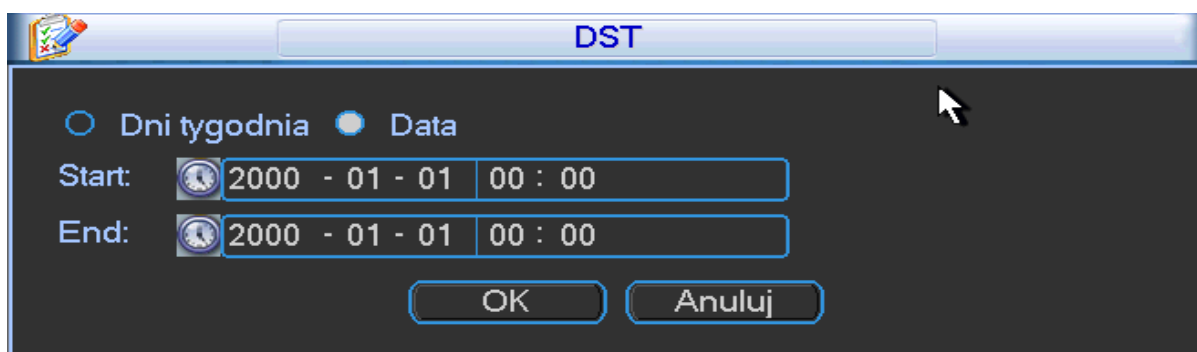 DST
Dni tygodnia Data
Start: 2000 - 01 - 01 00 : 00
End: 2000 - 01 - 01 00 : 00
OK Anuluj